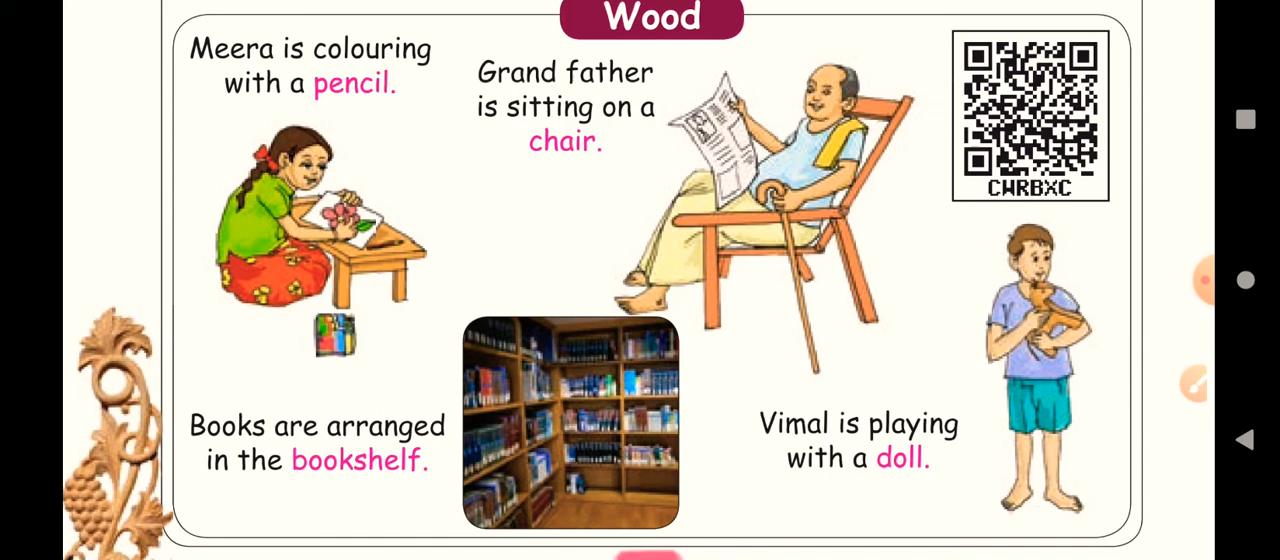 Wood
Meera is colouring
with a pencil.
Grand father
is sitting on a
chair.
CWRBXC
Books are arranged
in the bookshelf.
Vimal is playing
with a doll.